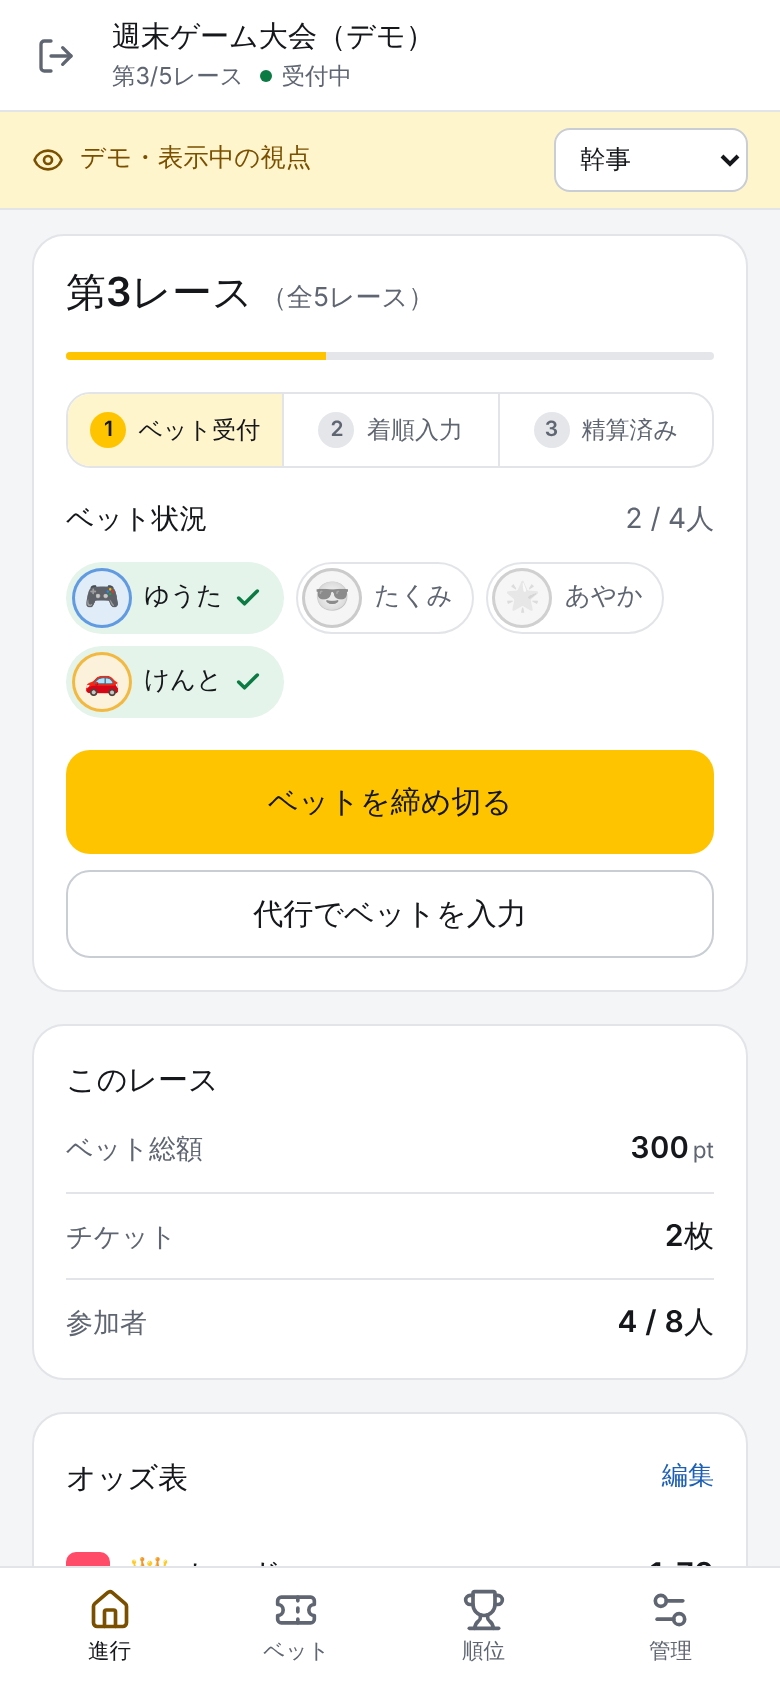 週末ゲーム大会（デモ）
第3/5レース ● 受付中
デモ・表示中の視点
幹事
第3レース （全5レース）
1 ベット受付
2 着順入力
3 精算済み
ベット状況
2 / 4人
ゆうた
たくみ
あやか
けんと
ベットを締め切る
代行でベットを入力
このレース
ベット総額
300 pt
チケット
2枚
参加者
4 / 8人
オッズ表
編集
進行
ベット
順位
管理